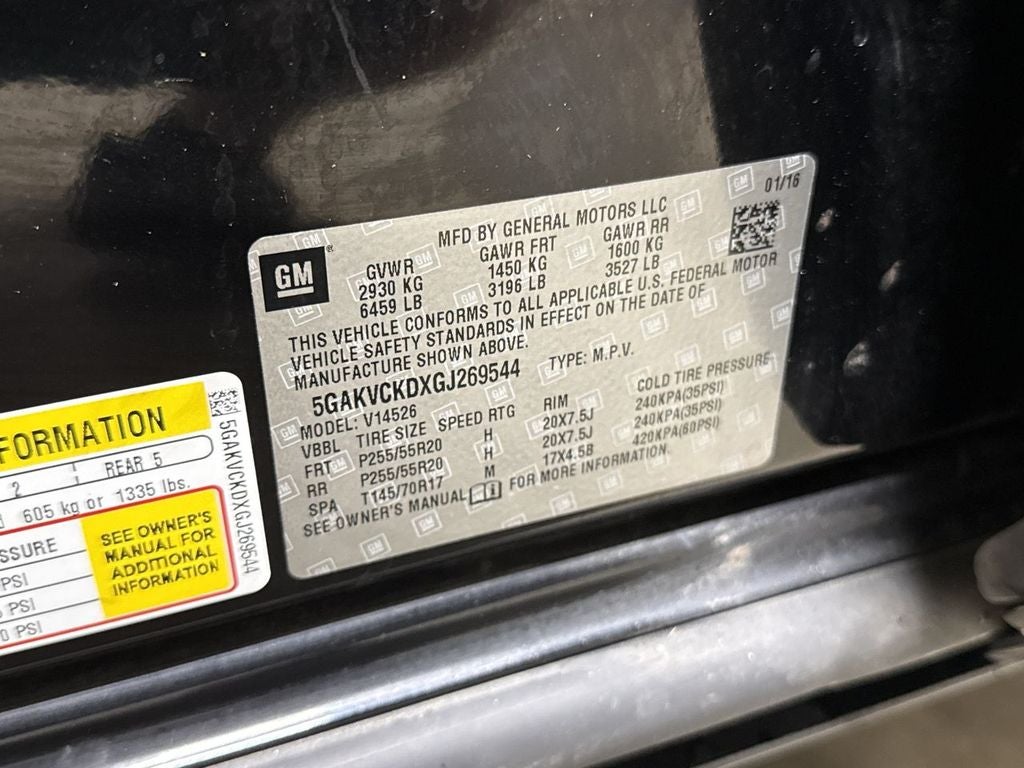 GM
01/16
MFD BY GENERAL MOTORS LLC
GVWR GAWR FRT GAWR RR
2930 KG 1450 KG 1600 KG
6459 LB 3196 LB 3527 LB
THIS VEHICLE CONFORMS TO ALL APPLICABLE U.S. FEDERAL MOTOR
VEHICLE SAFETY STANDARDS IN EFFECT ON THE DATE OF
MANUFACTURE SHOWN ABOVE.
5GAKVCKDXGJ269544 TYPE: M.P.V.
MODEL: V14526
VBBL TIRE SIZE SPEED RTG RIM COLD TIRE PRESSURE
FRT P255/55R20 H 20X7.5J 240KPA(35PSI)
RR P255/55R20 H 20X7.5J 240KPA(35PSI)
SPA T145/70R17 M 17X4.5B 420KPA(60PSI)
SEE OWNER'S MANUAL FOR MORE INFORMATION.
FORMATION
2 REAR 5
605 kg or 1335 lbs.
SSURE
PSI
PSI
0 PSI
SEE OWNER'S
MANUAL FOR
ADDITIONAL
INFORMATION
5GAKVCKDXGJ269544